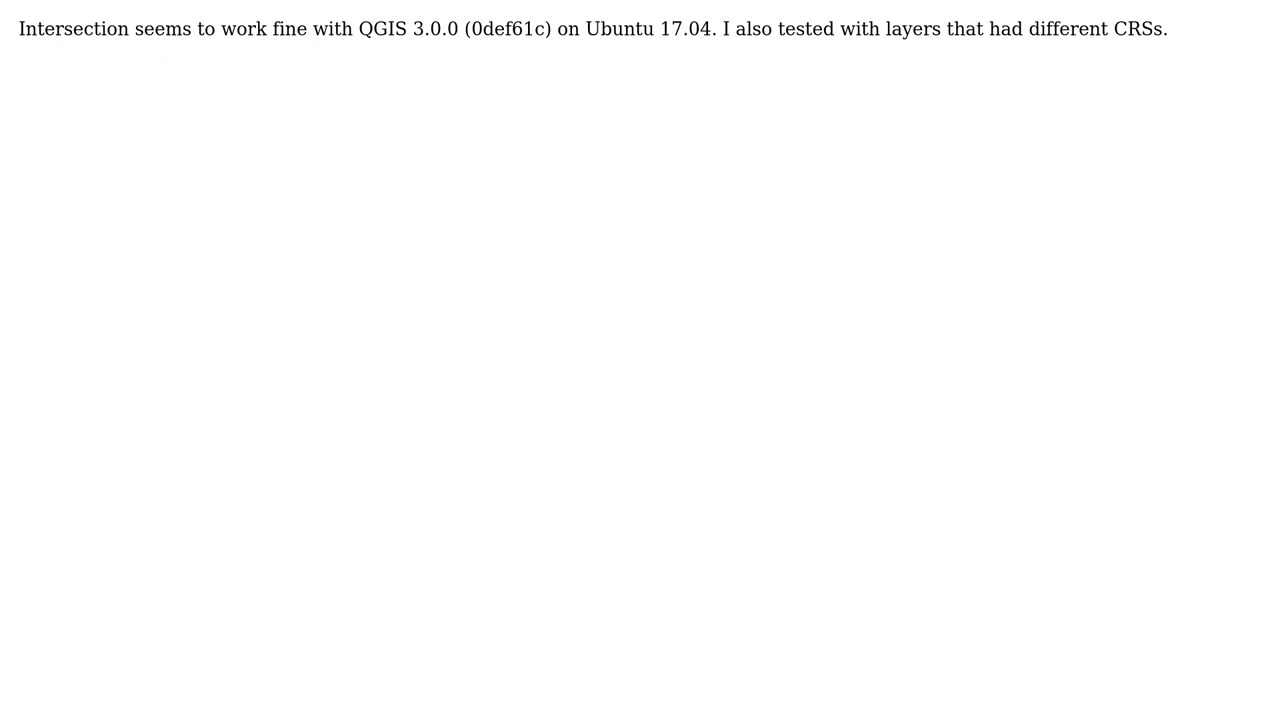 Intersection seems to work fine with QGIS 3.0.0 (0def61c) on Ubuntu 17.04. I also tested with layers that had different CRSs.